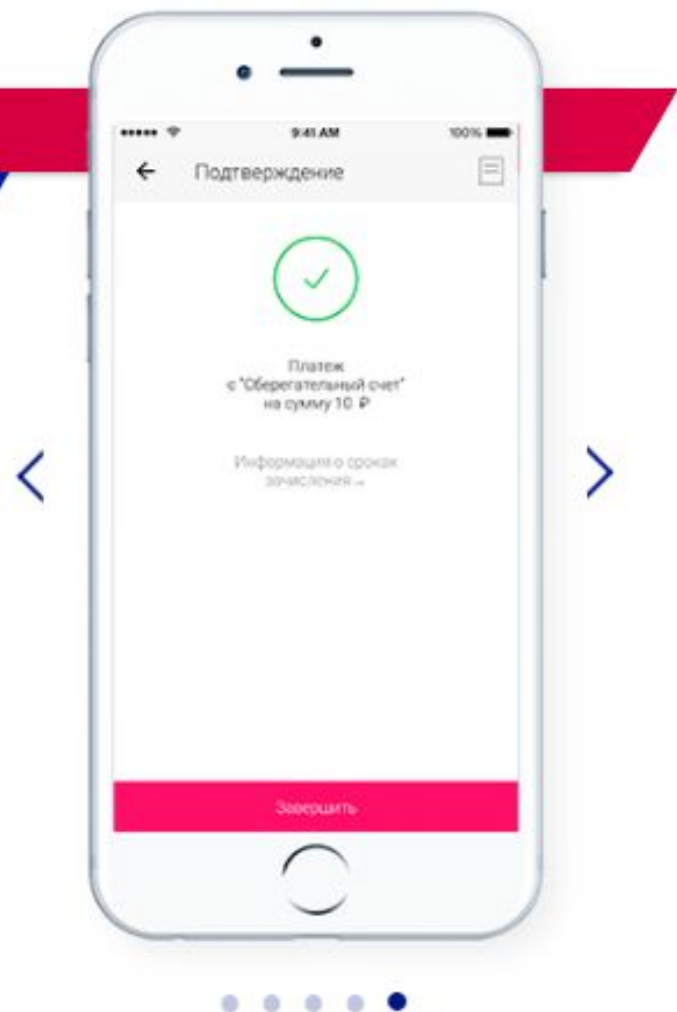 9:41 AM 100%
Подтверждение
Платеж
с "Сберегательный счет"
на сумму 10 ₽
Информация о сроках
зачисления →
Завершить